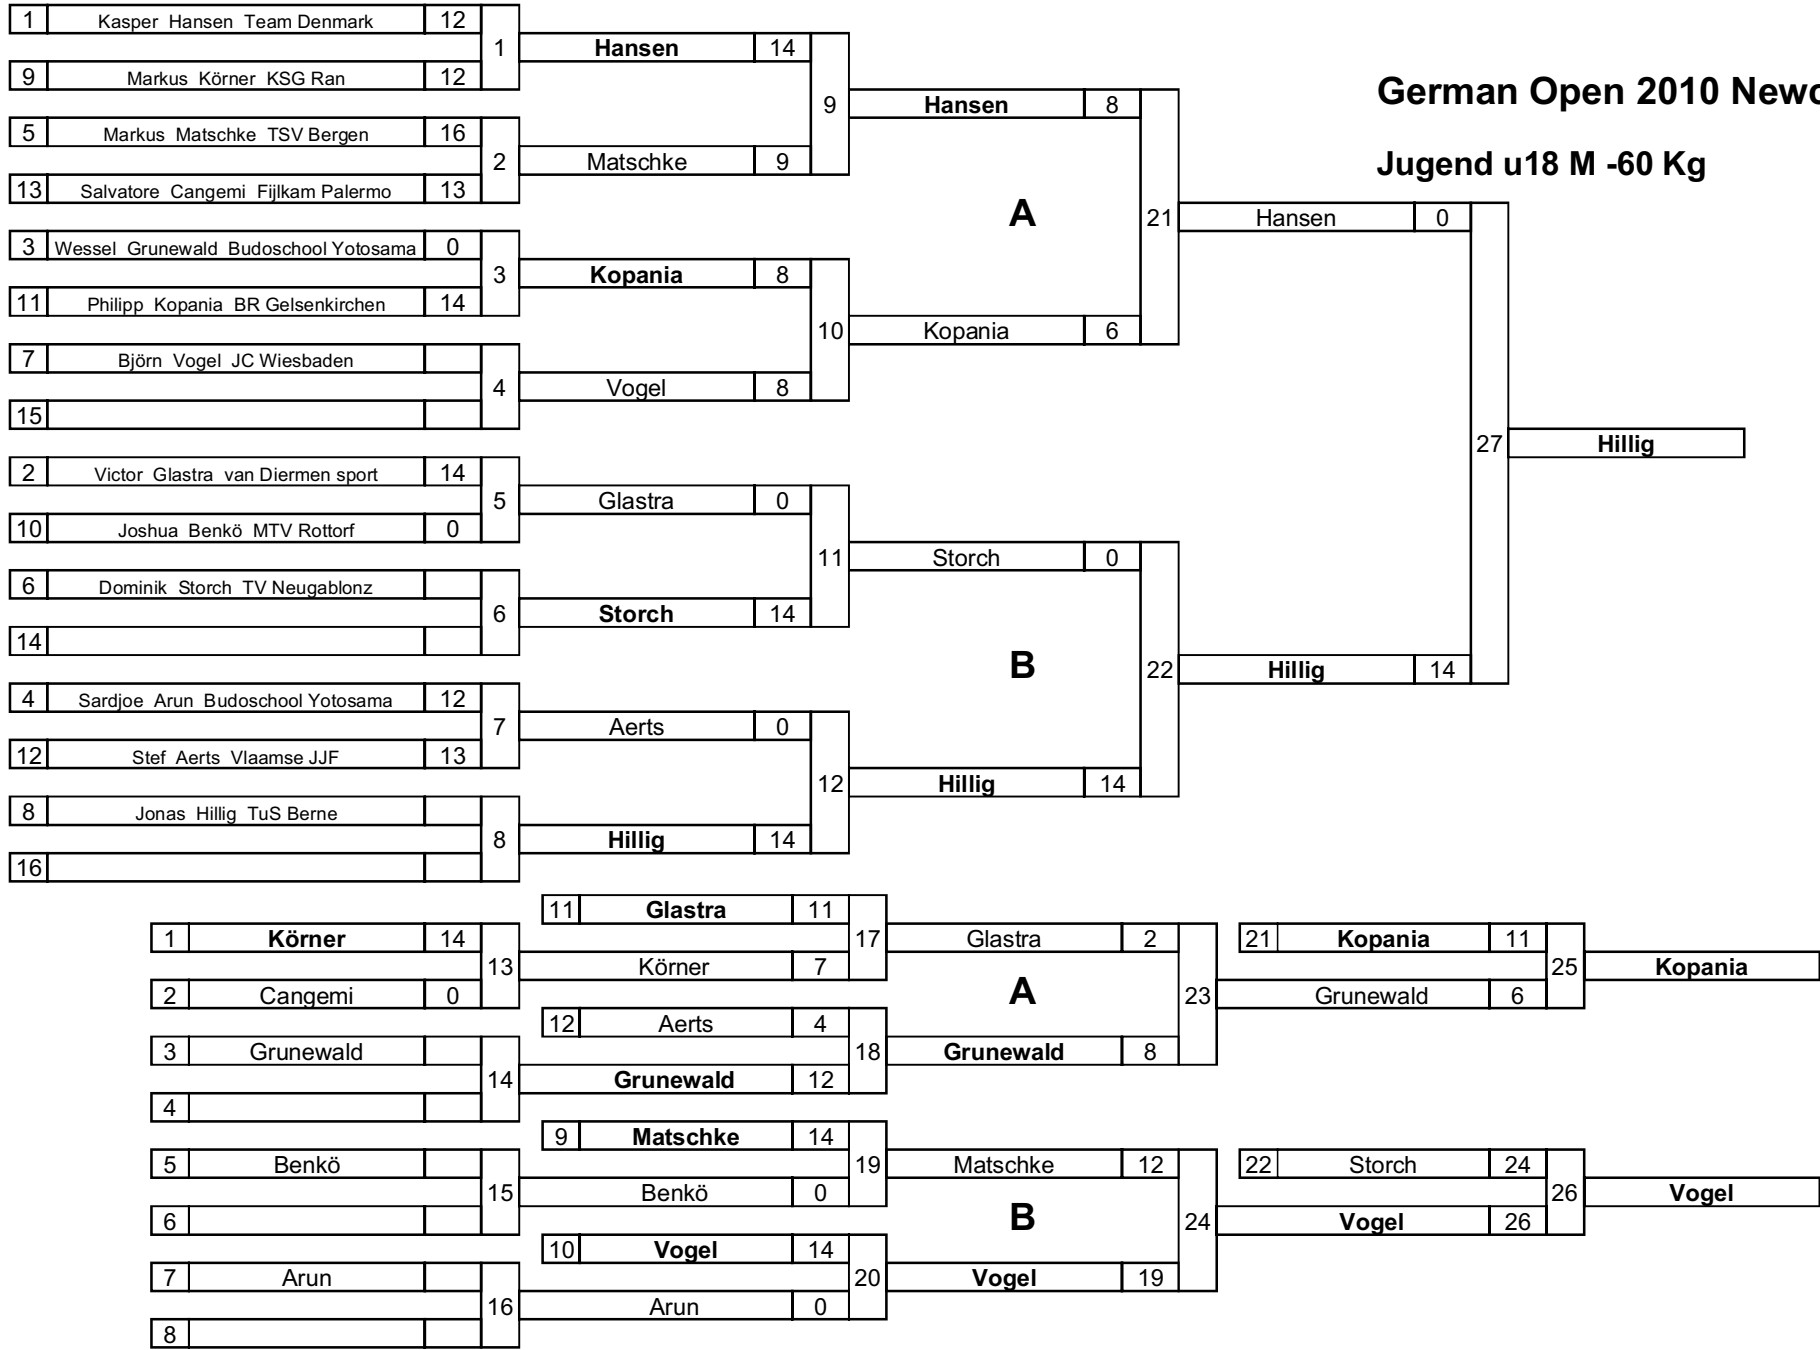 German Open 2010 Newc
Jugend u18 M -60 Kg
1 Kasper Hansen Team Denmark 12
1
9 Markus Körner KSG Ran 12
Hansen 14
9
5 Markus Matschke TSV Bergen 16
2
13 Salvatore Cangemi Fijlkam Palermo 13
Matschke 9
Hansen 8
A
21
3 Wessel Grunewald Budoschool Yotosama 0
3
11 Philipp Kopania BR Gelsenkirchen 14
Kopania 8
10
7 Björn Vogel JC Wiesbaden
4
15
Vogel 8
Kopania 6
Hansen 0
27
Hillig
2 Victor Glastra van Diermen sport 14
5
10 Joshua Benkö MTV Rottorf 0
Glastra 0
11
6 Dominik Storch TV Neugablonz
6
14
Storch 14
Storch 0
B
22
4 Sardjoe Arun Budoschool Yotosama 12
7
12 Stef Aerts Vlaamse JJF 13
Aerts 0
12
8 Jonas Hillig TuS Berne
8
16
Hillig 14
Hillig 14
Hillig 14
11 Glastra 11
17
1 Körner 14
13
2 Cangemi 0
Körner 7
Glastra 2
A
23
12 Aerts 4
18
3 Grunewald
14
4
Grunewald 12
Grunewald 8
21 Kopania 11
25
Grunewald 6
Kopania
9 Matschke 14
19
5 Benkö
15
6
Benkö 0
Matschke 12
B
24
10 Vogel 14
20
7 Arun
16
8
Arun 0
Vogel 19
22 Storch 24
26
Vogel 26
Vogel